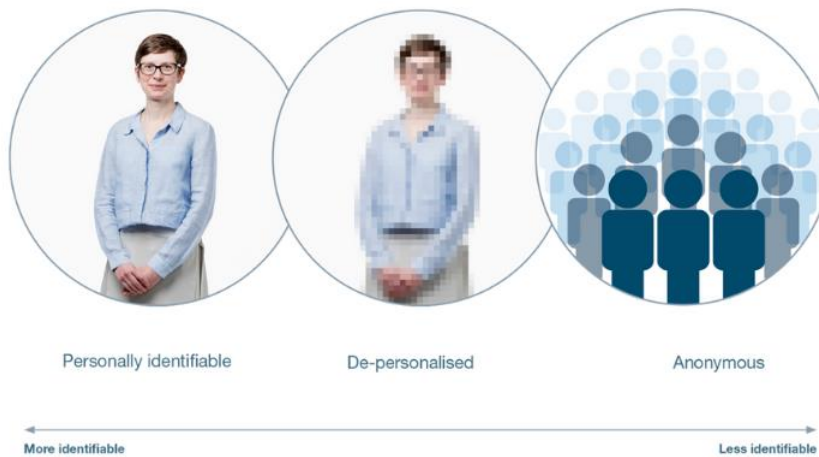 Personally identifiable
De-personalised
Anonymous
More identifiable
Less identifiable